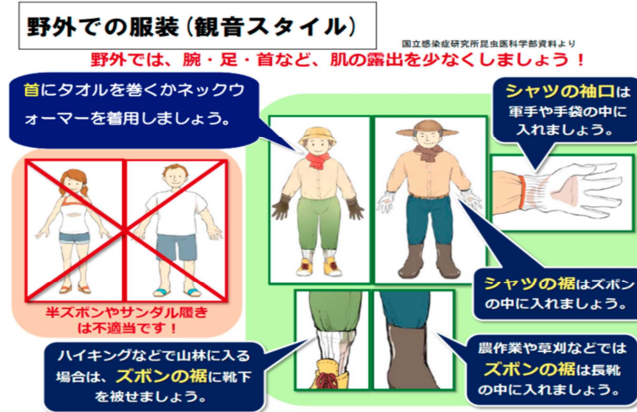 野外での服装(観音スタイル)
国立感染症研究所昆虫医科学部資料より
野外では、腕・足・首など、肌の露出を少なくしましょう！
首にタオルを巻くかネックウ
ォーマーを着用しましょう。
シャツの袖口は
軍手や手袋の中に
入れましょう。
半ズボンやサンダル履き
は不適当です！
シャツの裾はズボン
の中に入れましょう。
ハイキングなどで山林に入る
場合は、ズボンの裾に靴下
を被せましょう。
農作業や草刈などでは
ズボンの裾は長靴
の中に入れましょう。